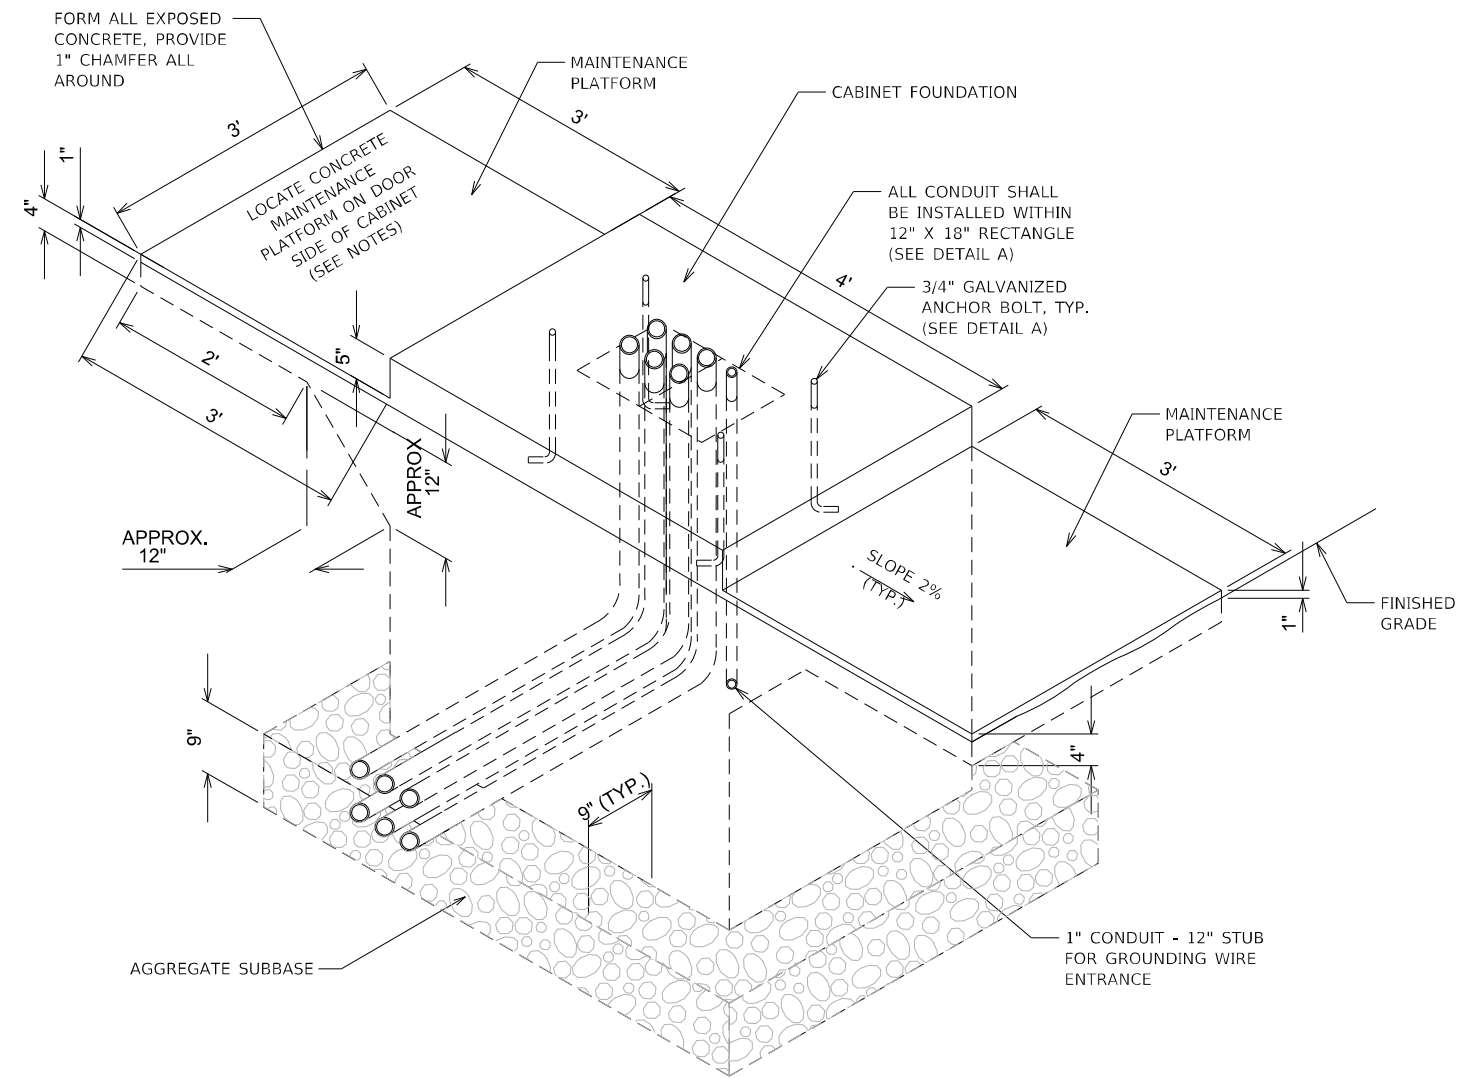 FORM ALL EXPOSED
CONCRETE, PROVIDE
1" CHAMFER ALL
AROUND
MAINTENANCE
PLATFORM
CABINET FOUNDATION
3'
3'
1"
4"
LOCATE CONCRETE
MAINTENANCE
PLATFORM ON DOOR
SIDE OF CABINET
(SEE NOTES)
ALL CONDUIT SHALL
BE INSTALLED WITHIN
12" X 18" RECTANGLE
(SEE DETAIL A)
4'
3/4" GALVANIZED
ANCHOR BOLT, TYP.
(SEE DETAIL A)
2'
5"
3'
MAINTENANCE
PLATFORM
3'
APPROX
12"
APPROX.
12"
SLOPE 2%
(TYP.)
FINISHED
GRADE
1"
9"
4"
9" (TYP.)
1" CONDUIT - 12" STUB
FOR GROUNDING WIRE
ENTRANCE
AGGREGATE SUBBASE